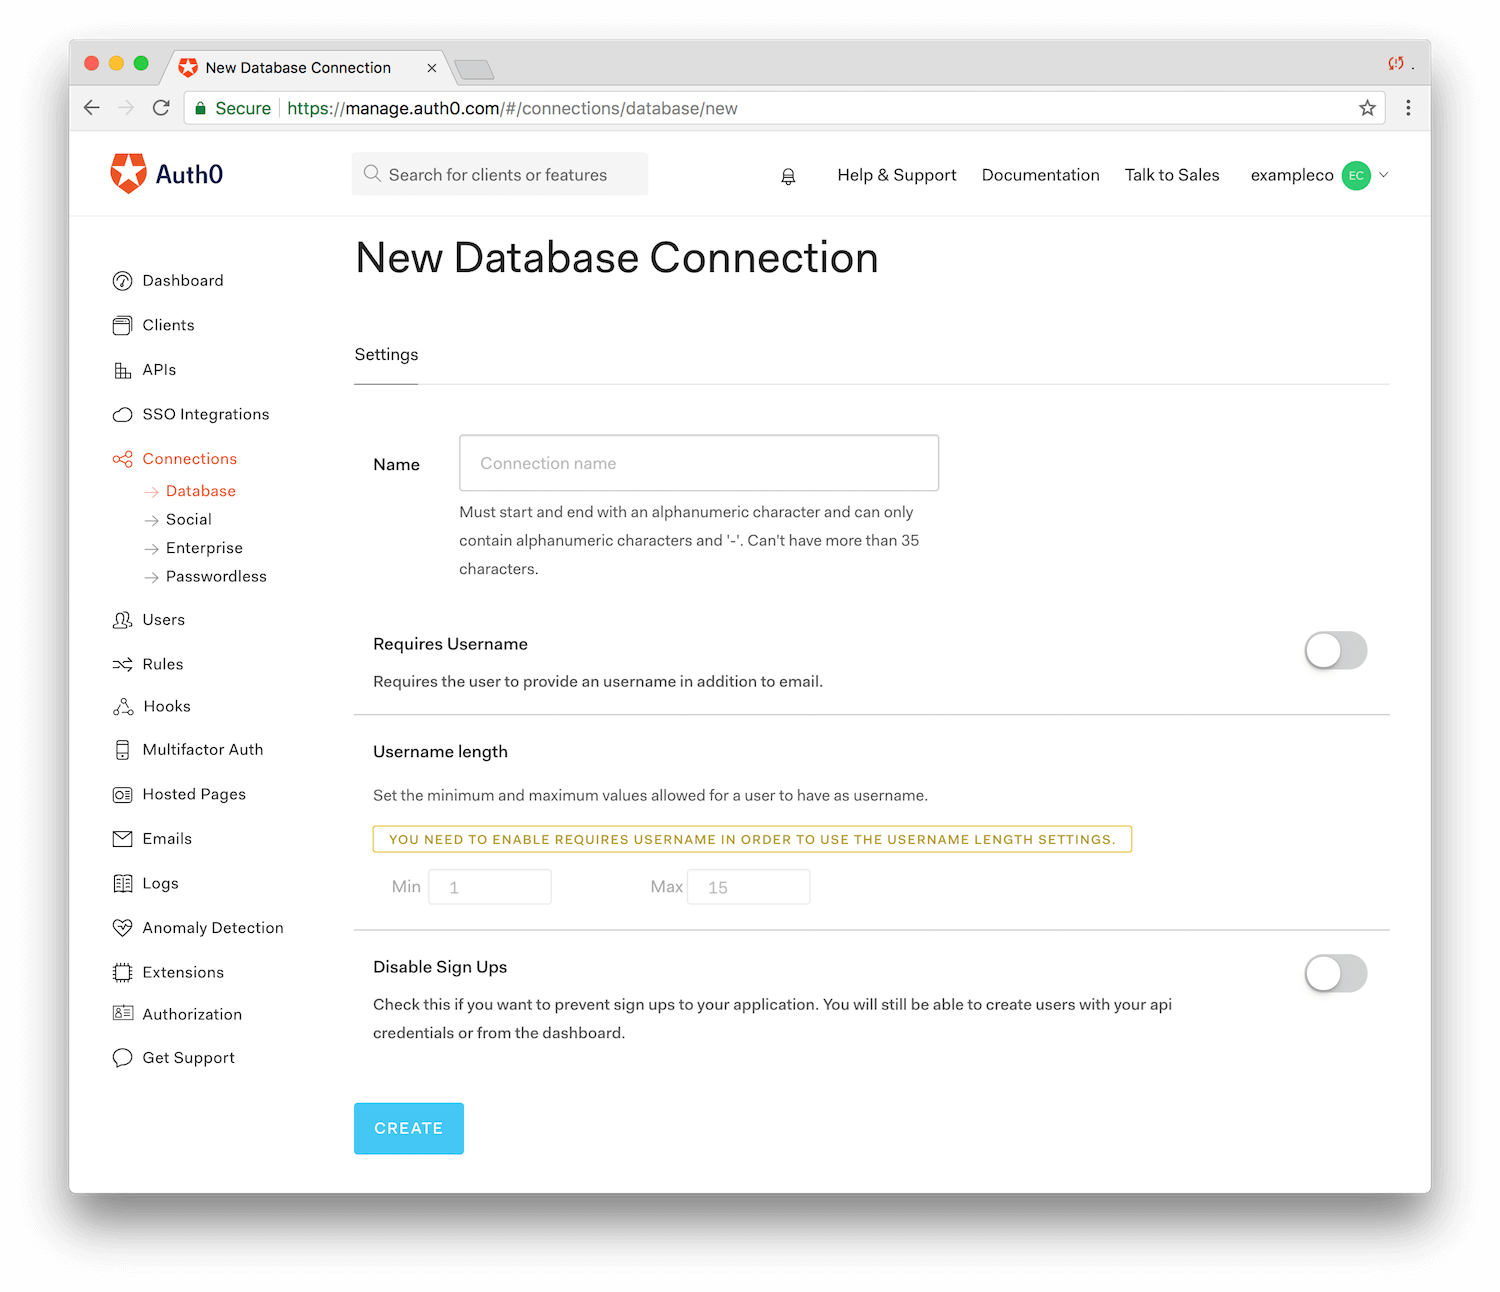 New Database Connection
Secure https://manage.auth0.com/#/connections/database/new
Auth0
Search for clients or features
Help & Support
Documentation
Talk to Sales
exampleco
EC
New Database Connection
Dashboard
Clients
APIs
SSO Integrations
Connections
Database
Social
Enterprise
Passwordless
Users
Rules
Hooks
Multifactor Auth
Hosted Pages
Emails
Logs
Anomaly Detection
Extensions
Authorization
Get Support
Settings
Name
Connection name
Must start and end with an alphanumeric character and can only
contain alphanumeric characters and '-'. Can't have more than 35
characters.
Requires Username
Requires the user to provide an username in addition to email.
Username length
Set the minimum and maximum values allowed for a user to have as username.
YOU NEED TO ENABLE REQUIRES USERNAME IN ORDER TO USE THE USERNAME LENGTH SETTINGS.
Min 1 Max 15
Disable Sign Ups
Check this if you want to prevent sign ups to your application. You will still be able to create users with your api
credentials or from the dashboard.
CREATE